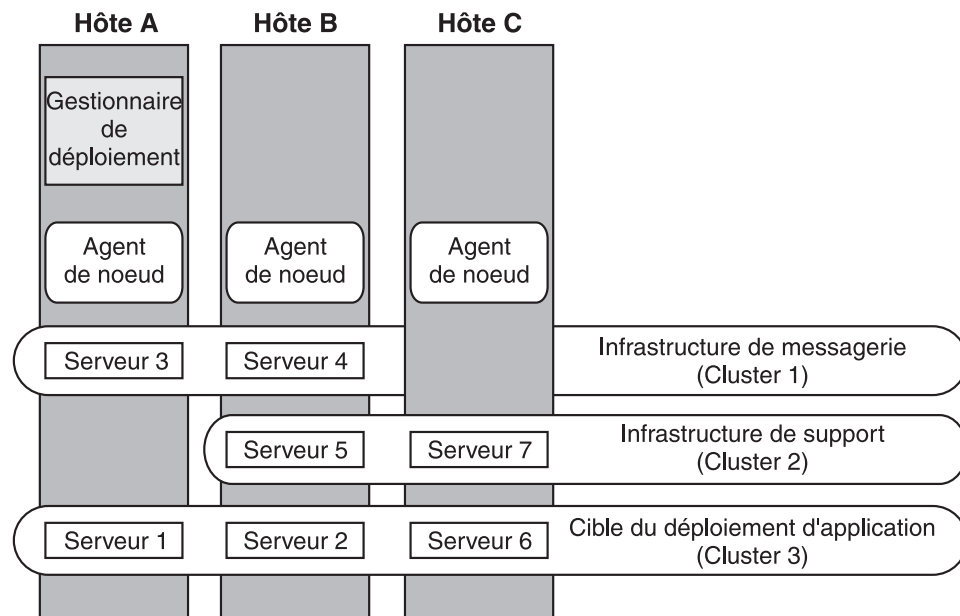 Hôte A
Hôte B
Hôte C
Gestionnaire
de
déploiement
Agent
de noeud
Agent
de noeud
Agent
de noeud
Serveur 3
Serveur 4
Infrastructure de messagerie
(Cluster 1)
Serveur 5
Serveur 7
Infrastructure de support
(Cluster 2)
Serveur 1
Serveur 2
Serveur 6
Cible du déploiement d'application
(Cluster 3)